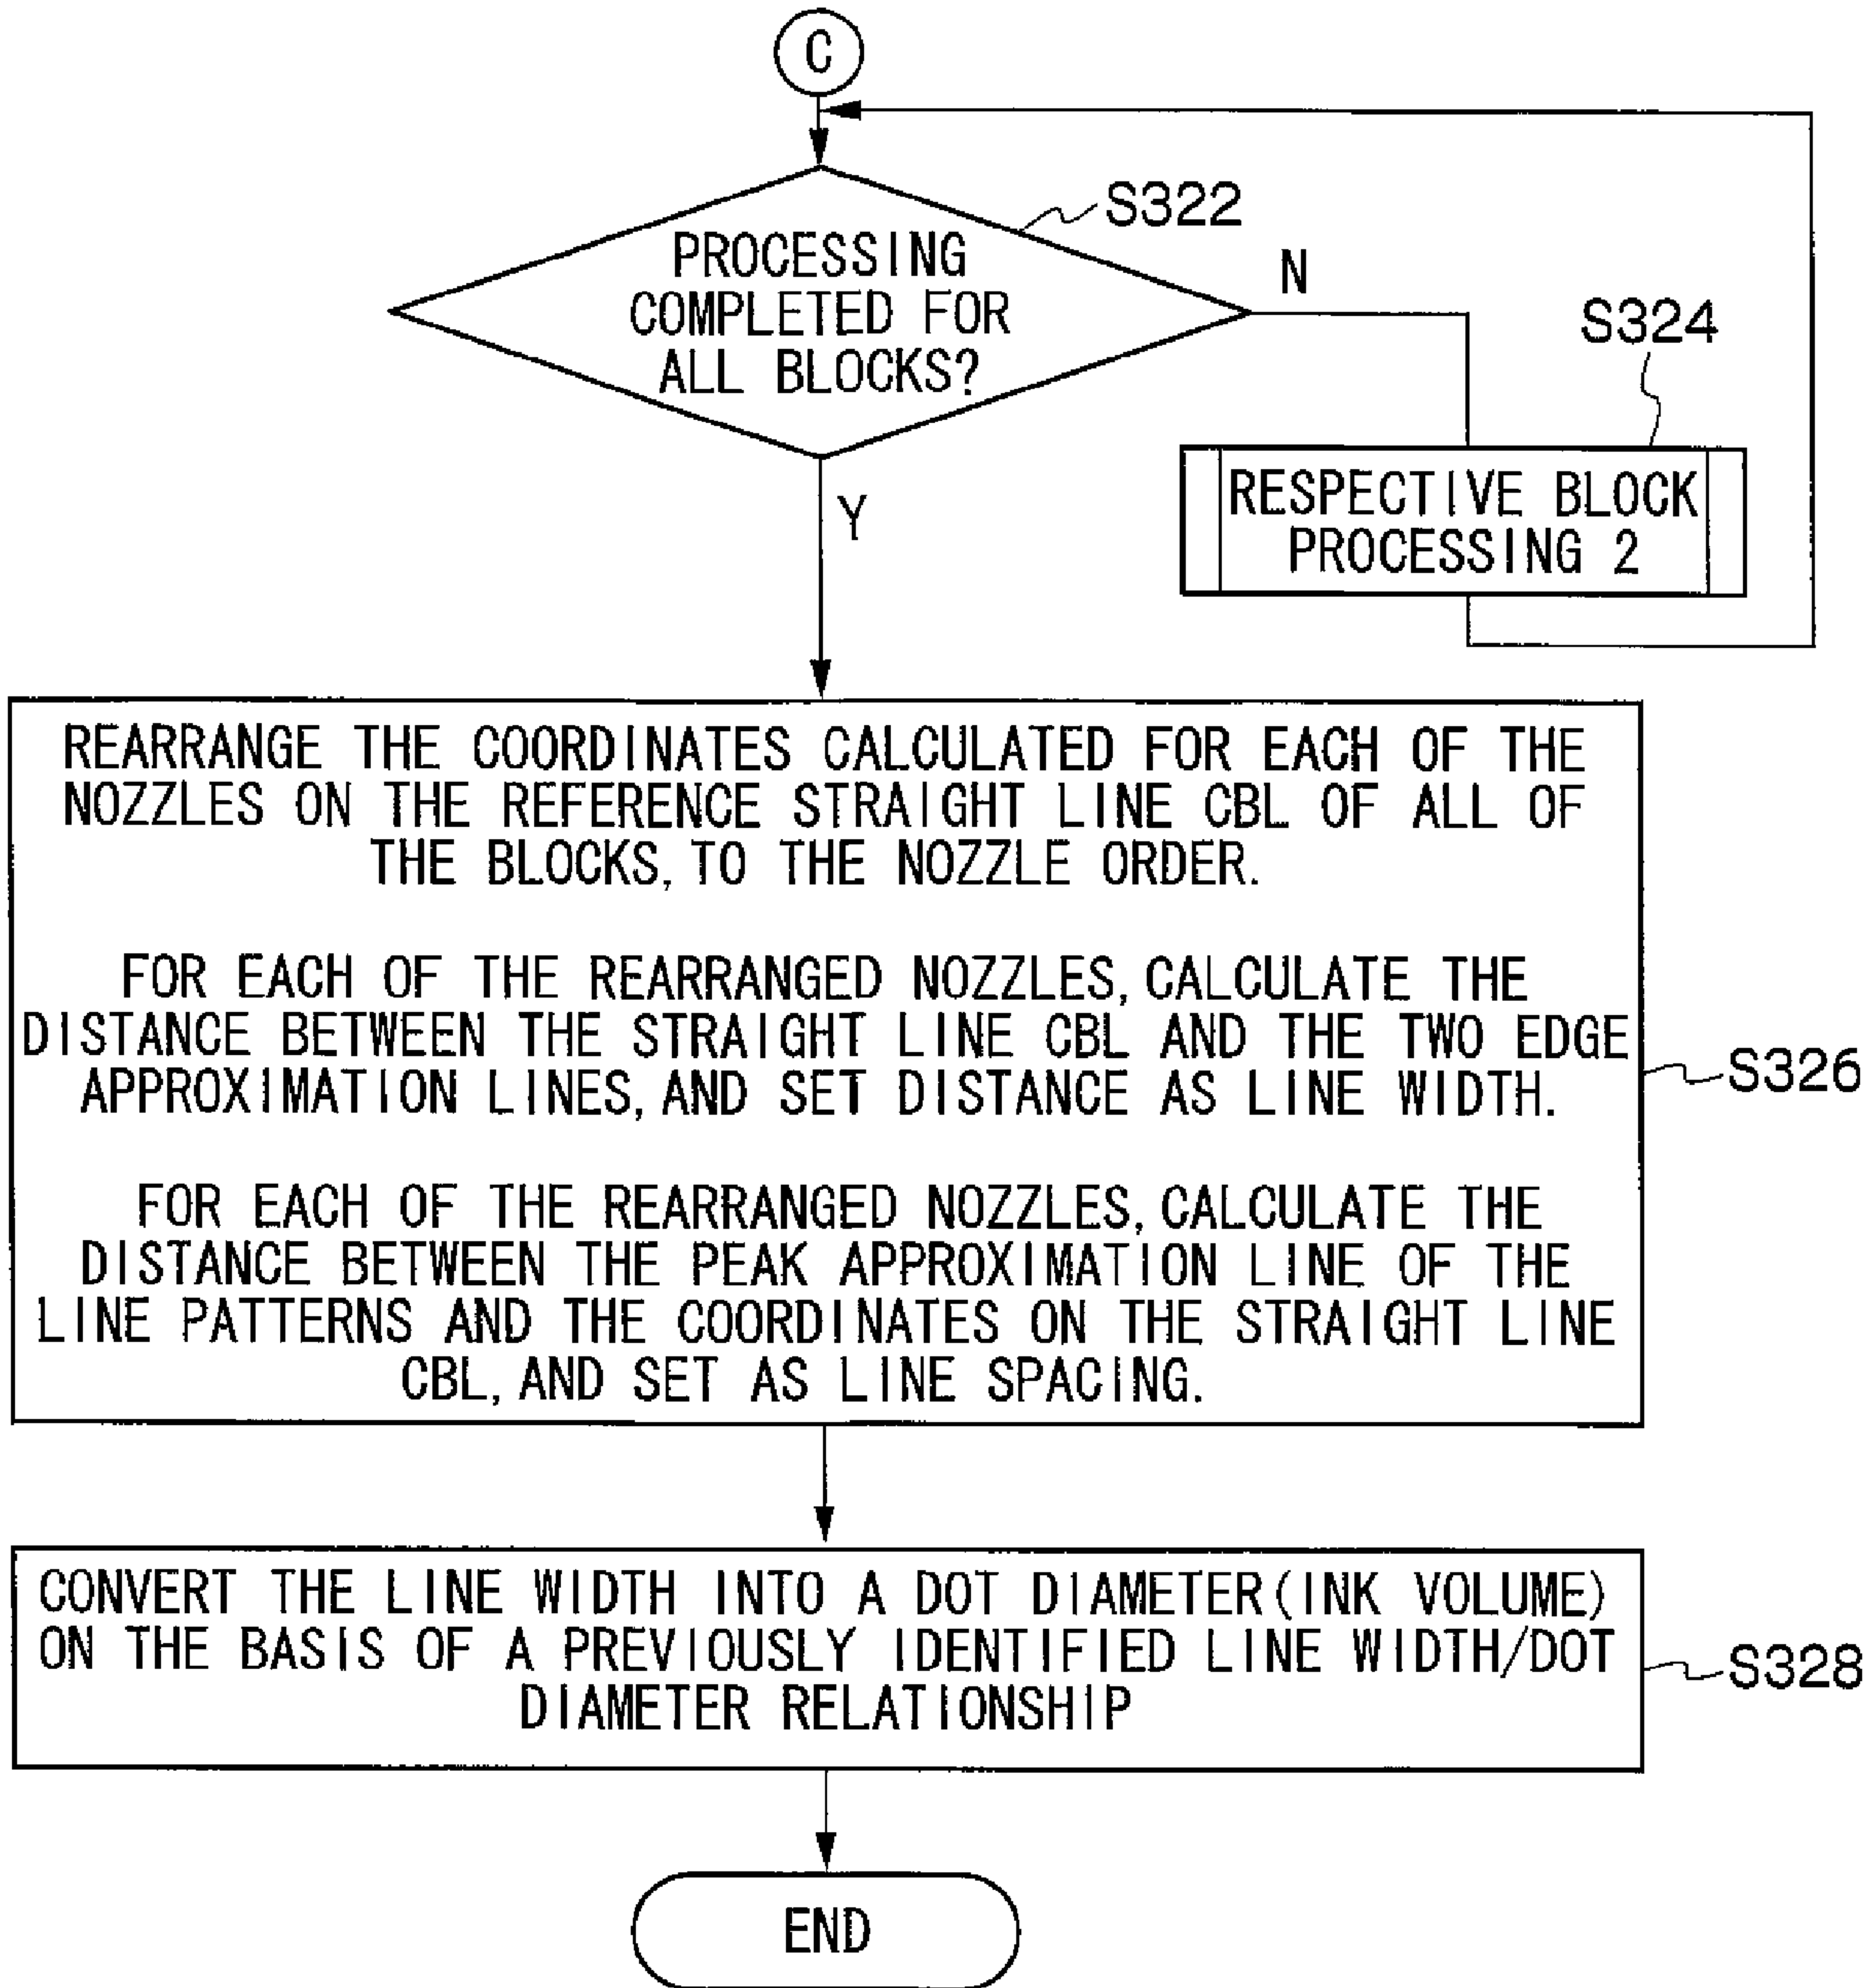 C
S322
PROCESSING
COMPLETED FOR
ALL BLOCKS?
N
Y
S324
RESPECTIVE BLOCK
PROCESSING 2
REARRANGE THE COORDINATES CALCULATED FOR EACH OF THE
NOZZLES ON THE REFERENCE STRAIGHT LINE CBL OF ALL OF
THE BLOCKS, TO THE NOZZLE ORDER.
FOR EACH OF THE REARRANGED NOZZLES, CALCULATE THE
DISTANCE BETWEEN THE STRAIGHT LINE CBL AND THE TWO EDGE
APPROXIMATION LINES, AND SET DISTANCE AS LINE WIDTH.
FOR EACH OF THE REARRANGED NOZZLES, CALCULATE THE
DISTANCE BETWEEN THE PEAK APPROXIMATION LINE OF THE
LINE PATTERNS AND THE COORDINATES ON THE STRAIGHT LINE
CBL, AND SET AS LINE SPACING.
S326
CONVERT THE LINE WIDTH INTO A DOT DIAMETER (INK VOLUME)
ON THE BASIS OF A PREVIOUSLY IDENTIFIED LINE WIDTH/DOT
DIAMETER RELATIONSHIP
S328
END